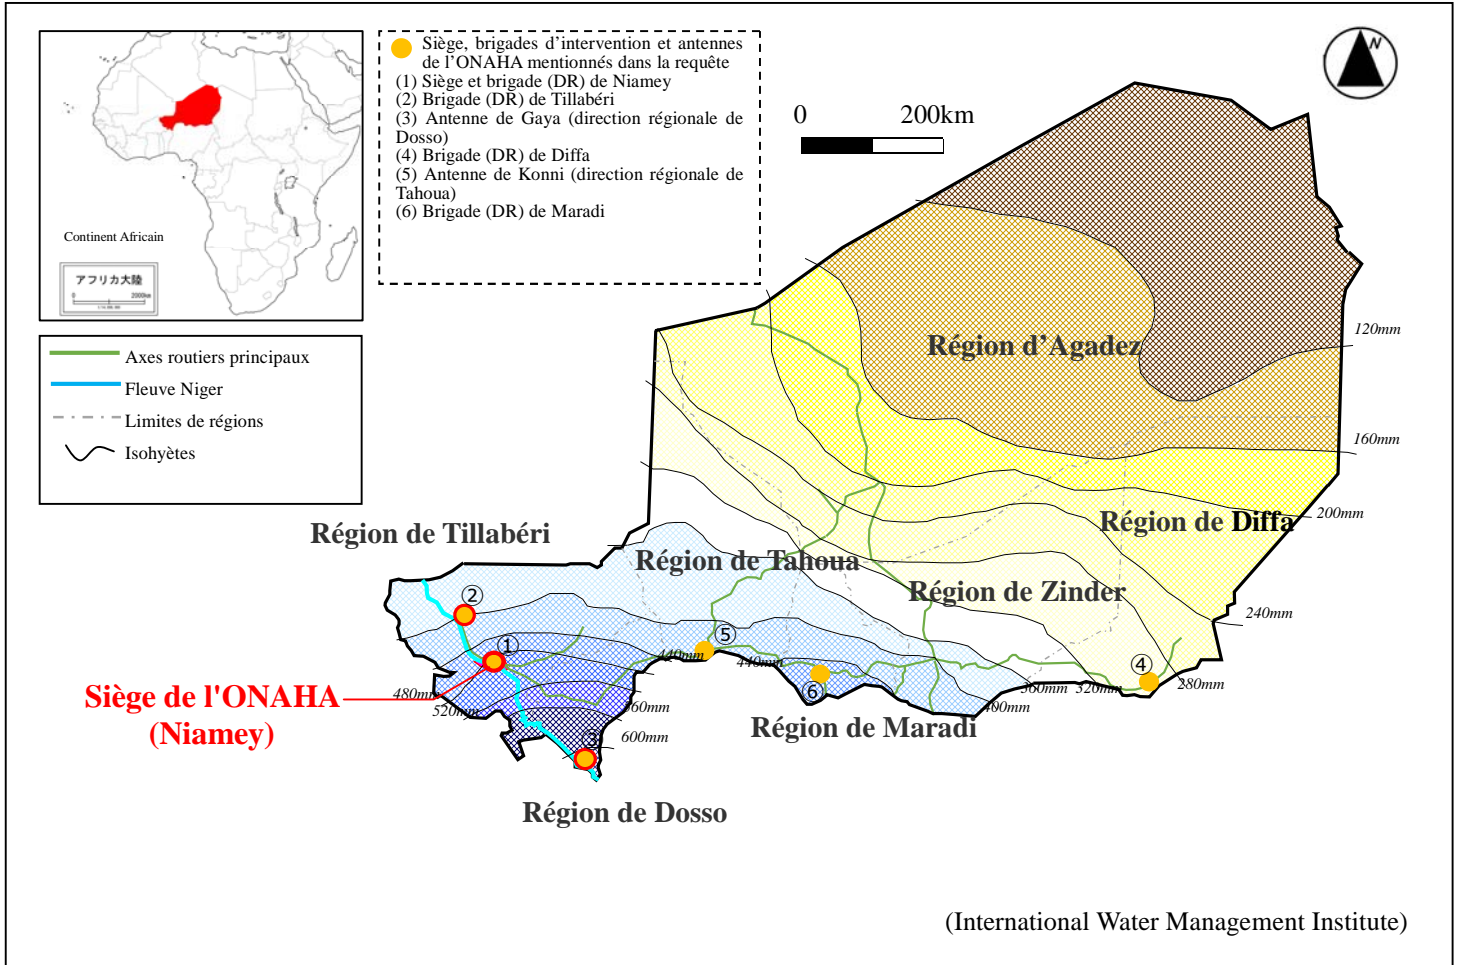 Continent Africain
アフリカ大陸
0 2000km
Siège, brigades d'intervention et antennes
de l'ONAHA mentionnés dans la requête
(1) Siège et brigade (DR) de Niamey
(2) Brigade (DR) de Tillabéri
(3) Antenne de Gaya (direction régionale de
Dosso)
(4) Brigade (DR) de Diffa
(5) Antenne de Konni (direction régionale de
Tahoua)
(6) Brigade (DR) de Maradi
N
0 200km
Axes routiers principaux
Fleuve Niger
Limites de régions
Isohyètes
Région d'Agadez
120mm
160mm
Région de Diffa
200mm
Région de Tillabéri
Région de Tahoua
Région de Zinder
240mm
②
①
⑤
④
⑥
③
440mm
440mm
480mm
520mm
560mm
600mm
400mm
360mm
320mm
280mm
Siège de l'ONAHA
(Niamey)
Région de Maradi
Région de Dosso
(International Water Management Institute)